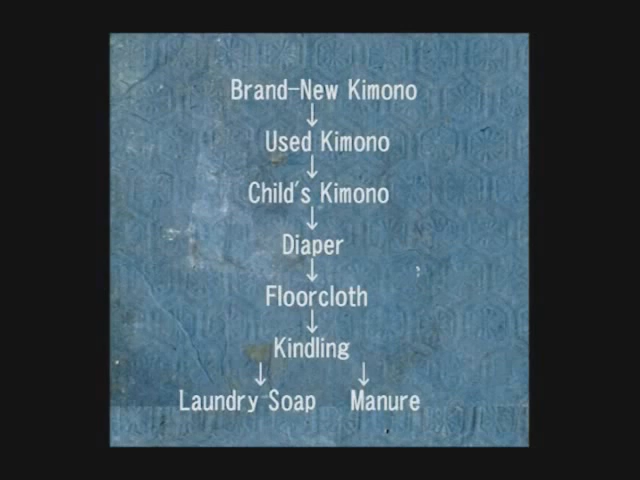 Brand-New Kimono
↓
Used Kimono
↓
Child's Kimono
↓
Diaper
↓
Floorcloth
↓
Kindling
↓ ↓
Laundry Soap Manure